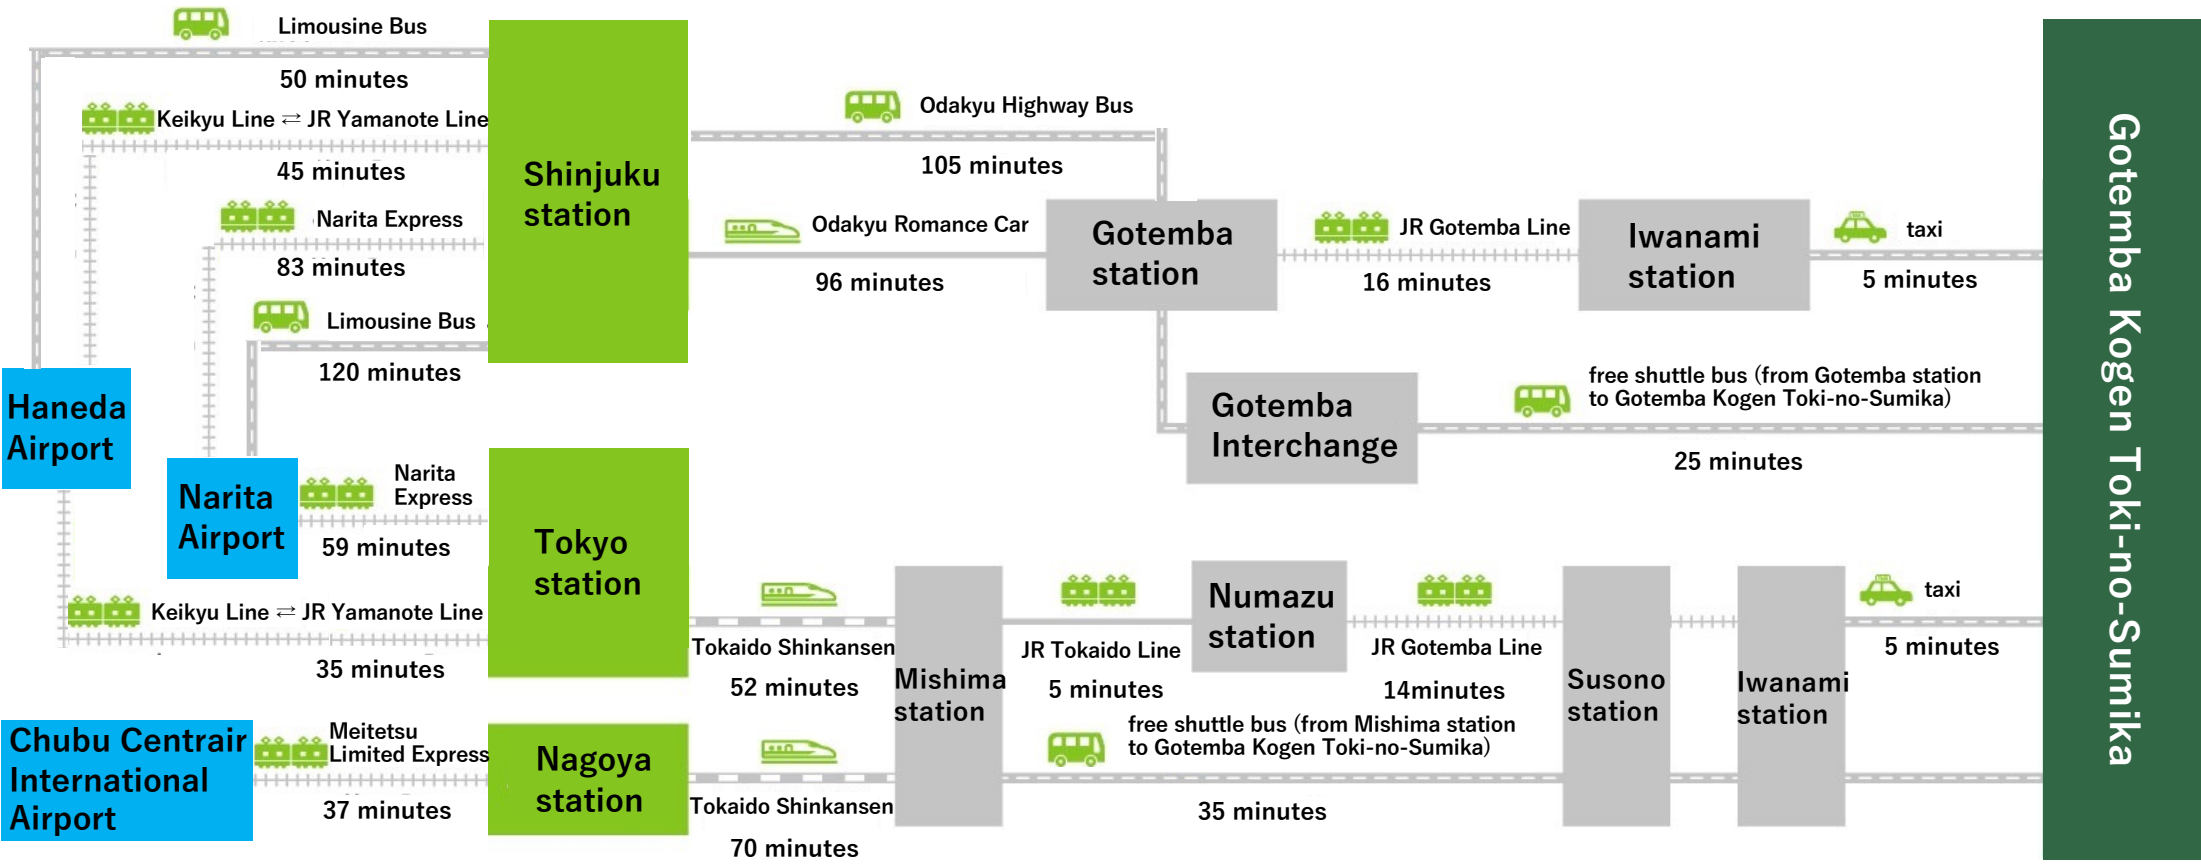 Limousine Bus
50 minutes
Keikyu Line ⇄ JR Yamanote Line
45 minutes
Narita Express
83 minutes
Limousine Bus
120 minutes
Haneda
Airport
Narita
Airport
Narita
Express
59 minutes
Keikyu Line ⇄ JR Yamanote Line
35 minutes
Chubu Centrair
International
Airport
Meitetsu
Limited Express
37 minutes
Shinjuku
station
Tokyo
station
Nagoya
station
Odakyu Highway Bus
105 minutes
Odakyu Romance Car
96 minutes
Gotemba
station
JR Gotemba Line
16 minutes
Iwanami
station
taxi
5 minutes
Gotemba
Interchange
free shuttle bus (from Gotemba station
to Gotemba Kogen Toki-no-Sumika)
25 minutes
Tokaido Shinkansen
52 minutes
Tokaido Shinkansen
70 minutes
Mishima
station
JR Tokaido Line
5 minutes
Numazu
station
JR Gotemba Line
14minutes
free shuttle bus (from Mishima station
to Gotemba Kogen Toki-no-Sumika)
35 minutes
Susono
station
Iwanami
station
taxi
5 minutes
Gotemba Kogen Toki-no-Sumika